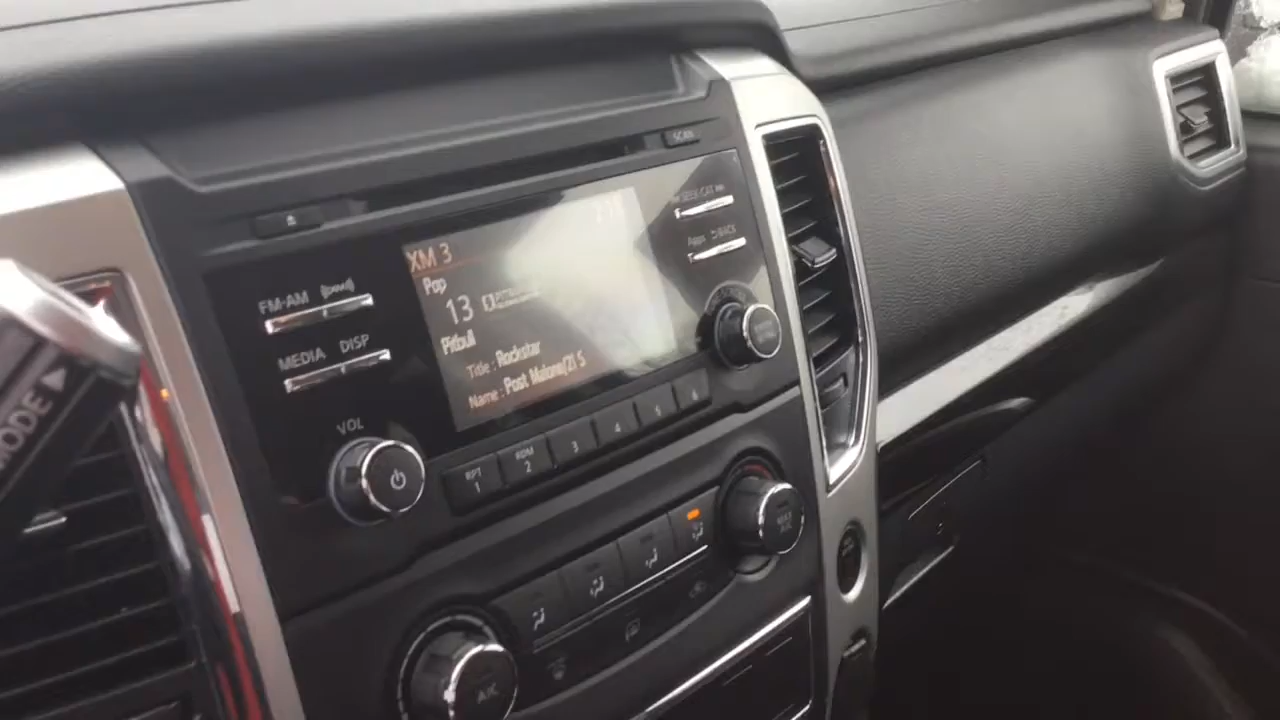 SCAN
SEEK/CAT
FM·AM
XM 3
Apps BACK
Pop
13
MEDIA DISP
Pitbull
Title : Rockstar
Name : Post Malone/21 S
MODE
VOL
RPT 1
RDM 2
3
4
5
6
MAX A/C
A/C